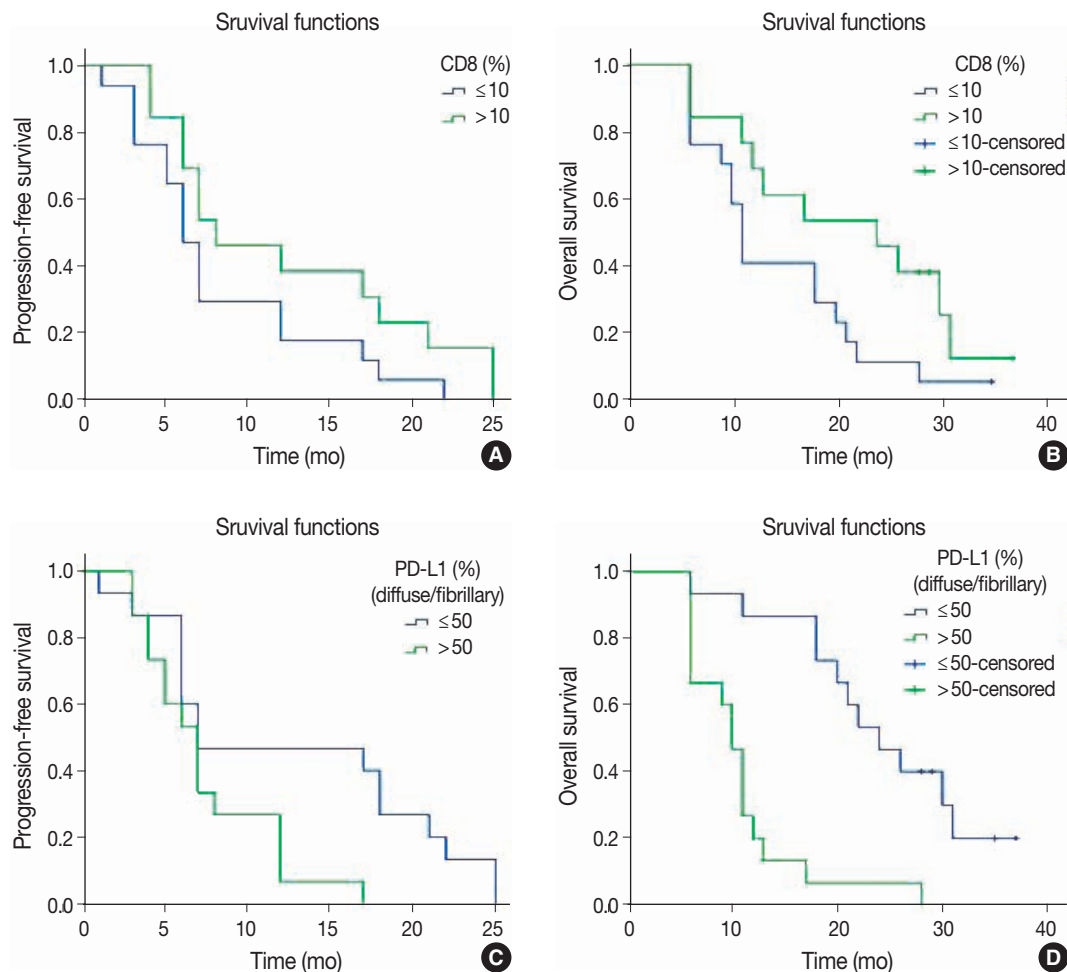 Sruvival functions
CD8 (%)
≤10
>10
Progression-free survival
1.0
0.8
0.6
0.4
0.2
0.0
0 5 10 15 20 25
Time (mo)
A
Sruvival functions
CD8 (%)
≤10
>10
≤10-censored
>10-censored
Overall survival
1.0
0.8
0.6
0.4
0.2
0.0
0 10 20 30 40
Time (mo)
B
Sruvival functions
PD-L1 (%)
(diffuse/fibrillary)
≤50
>50
Progression-free survival
1.0
0.8
0.6
0.4
0.2
0.0
0 5 10 15 20 25
Time (mo)
C
Sruvival functions
PD-L1 (%)
(diffuse/fibrillary)
≤50
>50
≤50-censored
>50-censored
Overall survival
1.0
0.8
0.6
0.4
0.2
0.0
0 10 20 30 40
Time (mo)
D